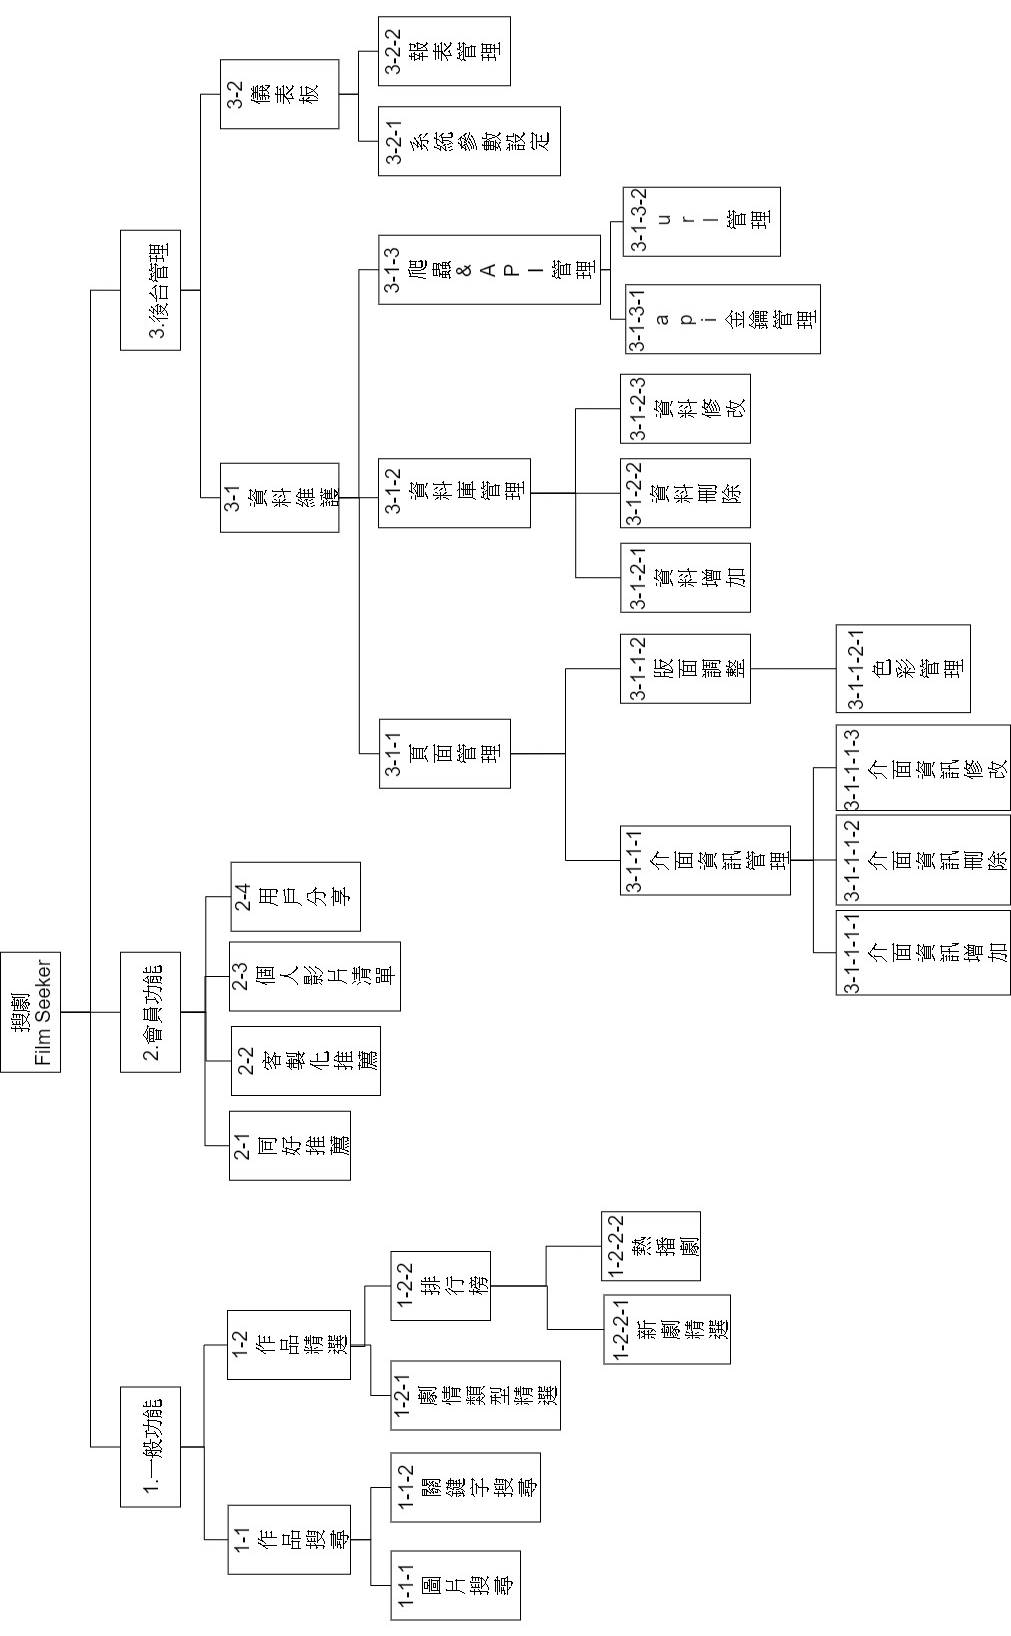 搜劇
Film Seeker
1.一般功能
1-1
作品搜尋
1-1-1
圖片搜尋
1-1-2
關鍵字搜尋
1-2
作品精選
1-2-1
劇情類型精選
1-2-2
排行榜
1-2-2-1
新劇精選
1-2-2-2
熱播劇
2.會員功能
2-1
同好推薦
2-2
客製化推薦
2-3
個人影片清單
2-4
用戶分享
3.後台管理
3-1
資料維護
3-1-1
頁面管理
3-1-1-1
介面資訊管理
3-1-1-1-1
介面資訊增加
3-1-1-1-2
介面資訊刪除
3-1-1-1-3
介面資訊修改
3-1-1-2
版面調整
3-1-1-2-1
色彩管理
3-1-2
資料庫管理
3-1-2-1
資料增加
3-1-2-2
資料刪除
3-1-2-3
資料修改
3-1-3
爬蟲&API管理
3-1-3-1
api金鑰管理
3-1-3-2
url管理
3-2
儀表板
3-2-1
系統參數設定
3-2-2
報表管理